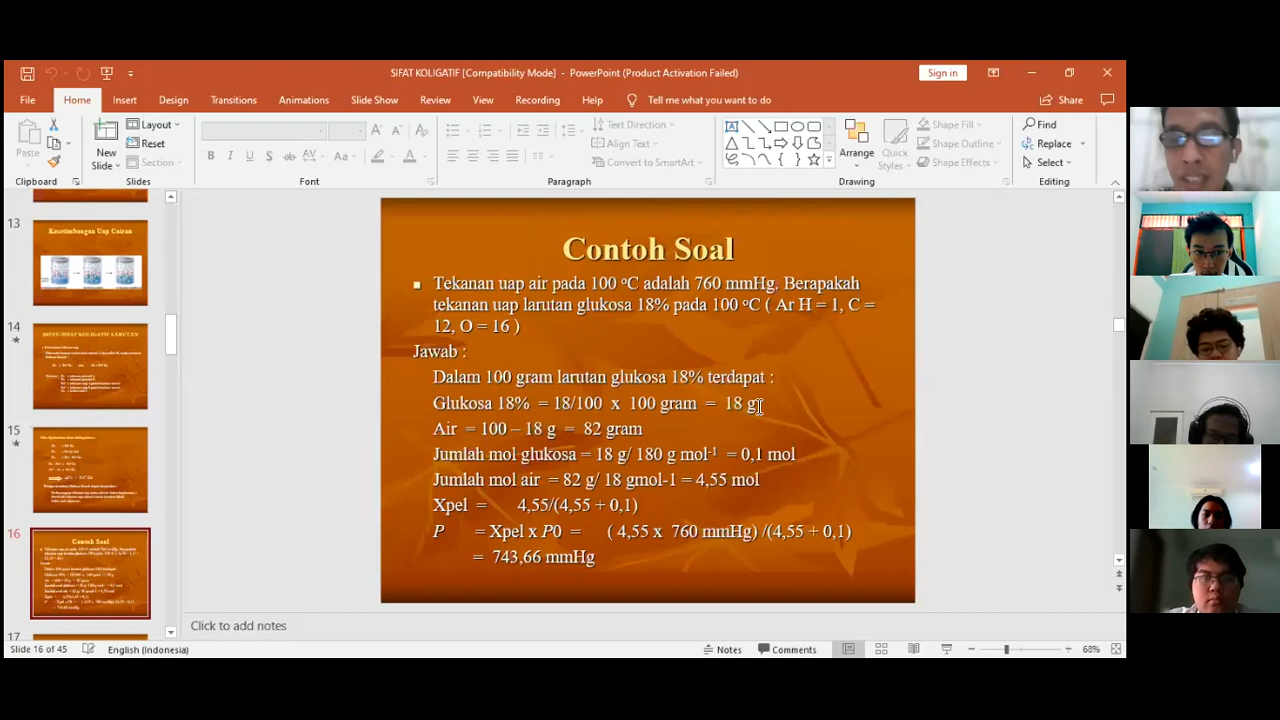 SIFAT KOLIGATIF [Compatibility Mode] - PowerPoint (Product Activation Failed)
Sign in
File Home Insert Design Transitions Animations Slide Show Review View Recording Help Tell me what you want to do Share
Paste
New Slide
Layout
Reset
Section
B I U S ab AV Aa A
Text Direction
Align Text
Convert to SmartArt
Arrange
Quick Styles
Shape Fill
Shape Outline
Shape Effects
Find
Replace
Select
Clipboard Slides Font Paragraph Drawing Editing
13
Kesetimbangan Uap Cairan
14
SIFAT-SIFAT KOLIGATIF LARUTAN
15
16
Contoh Soal
17
Contoh Soal
Tekanan uap air pada 100 ºC adalah 760 mmHg. Berapakah
tekanan uap larutan glukosa 18% pada 100 ºC ( Ar H = 1, C =
12, O = 16 )
Jawab :
Dalam 100 gram larutan glukosa 18% terdapat :
Glukosa 18% = 18/100 x 100 gram = 18 g
Air = 100 – 18 g = 82 gram
Jumlah mol glukosa = 18 g/ 180 g mol⁻¹ = 0,1 mol
Jumlah mol air = 82 g/ 18 gmol-1 = 4,55 mol
Xpel = 4,55/(4,55 + 0,1)
P = Xpel x P0 = ( 4,55 x 760 mmHg) /(4,55 + 0,1)
= 743,66 mmHg
Click to add notes
Slide 16 of 45 English (Indonesia) Notes Comments 68%